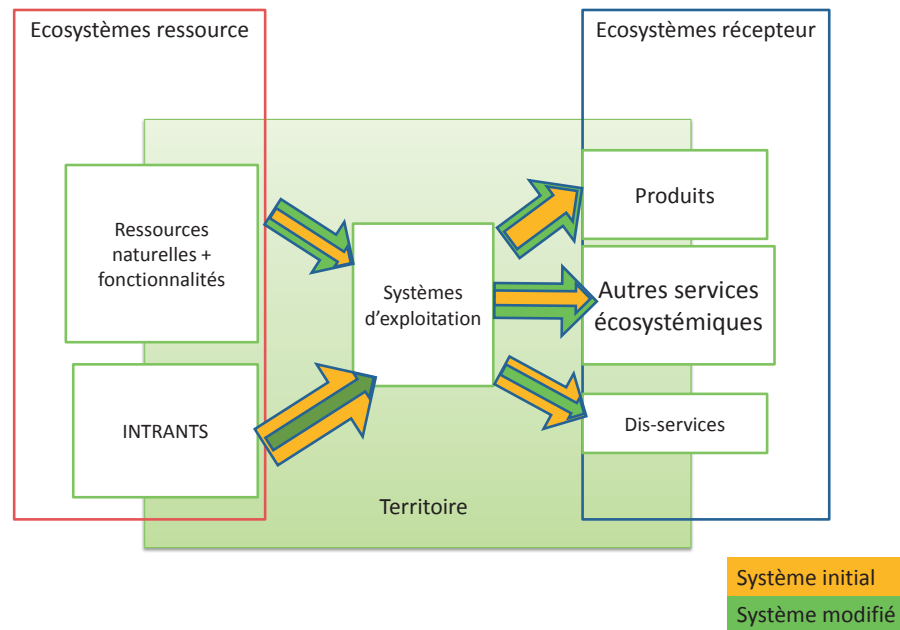 Ecosystèmes ressource
Ecosystèmes récepteur
Ressources
naturelles +
fonctionnalités
INTRANTS
Systèmes
d'exploitation
Produits
Autres services
écosystémiques
Dis-services
Territoire
Système initial
Système modifié